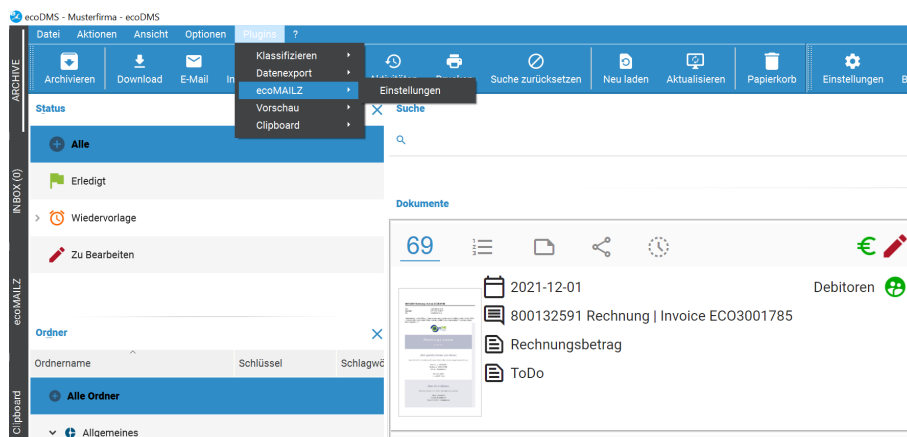 ecoDMS - Musterfirma - ecoDMS
Datei Aktionen Ansicht Optionen Plugins ?
Klassifizieren
Datenexport
ecoMAILZ
Vorschau
Clipboard
Einstellungen
Archivieren Download E-Mail Suche zurücksetzen Neu laden Aktualisieren Papierkorb Einstellungen
ARCHIVE
INBOX (0)
ecoMAILZ
Clipboard
Status
Alle
Erledigt
Wiedervorlage
Zu Bearbeiten
Ordner
Ordnername Schlüssel Schlagwö
Alle Ordner
Allgemeines
Suche
Dokumente
69
2021-12-01 Debitoren
800132591 Rechnung | Invoice ECO3001785
Rechnungsbetrag
ToDo